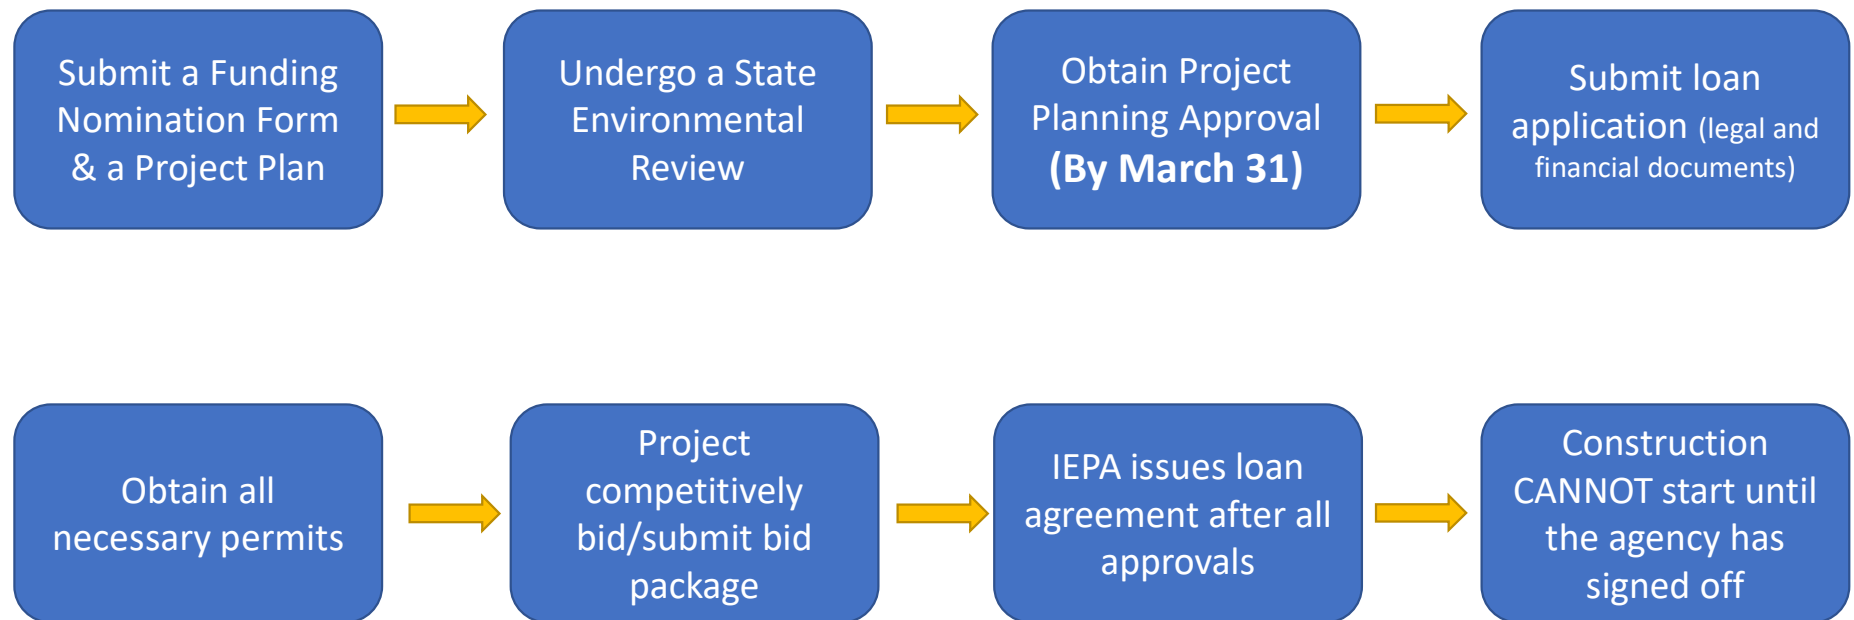 Submit a Funding
Nomination Form
& a Project Plan
Undergo a State
Environmental
Review
Obtain Project
Planning Approval
(By March 31)
Submit loan
application (legal and
financial documents)
Obtain all
necessary permits
Project
competitively
bid/submit bid
package
IEPA issues loan
agreement after all
approvals
Construction
CANNOT start until
the agency has
signed off